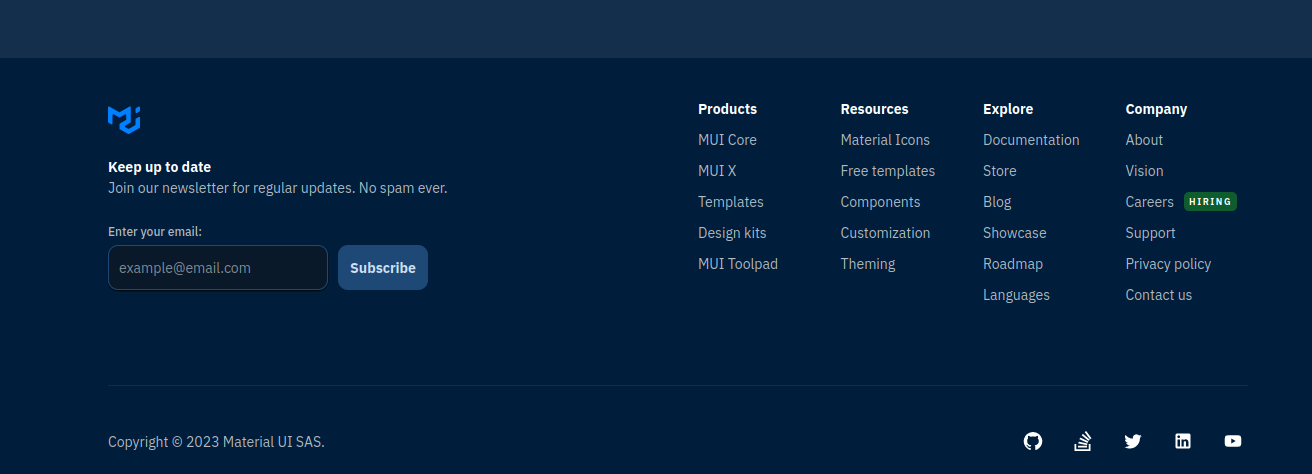 Keep up to date
Join our newsletter for regular updates. No spam ever.
Enter your email:
example@email.com
Subscribe
Products
MUI Core
MUI X
Templates
Design kits
MUI Toolpad
Resources
Material Icons
Free templates
Components
Customization
Theming
Explore
Documentation
Store
Blog
Showcase
Roadmap
Languages
Company
About
Vision
Careers HIRING
Support
Privacy policy
Contact us
Copyright © 2023 Material UI SAS.